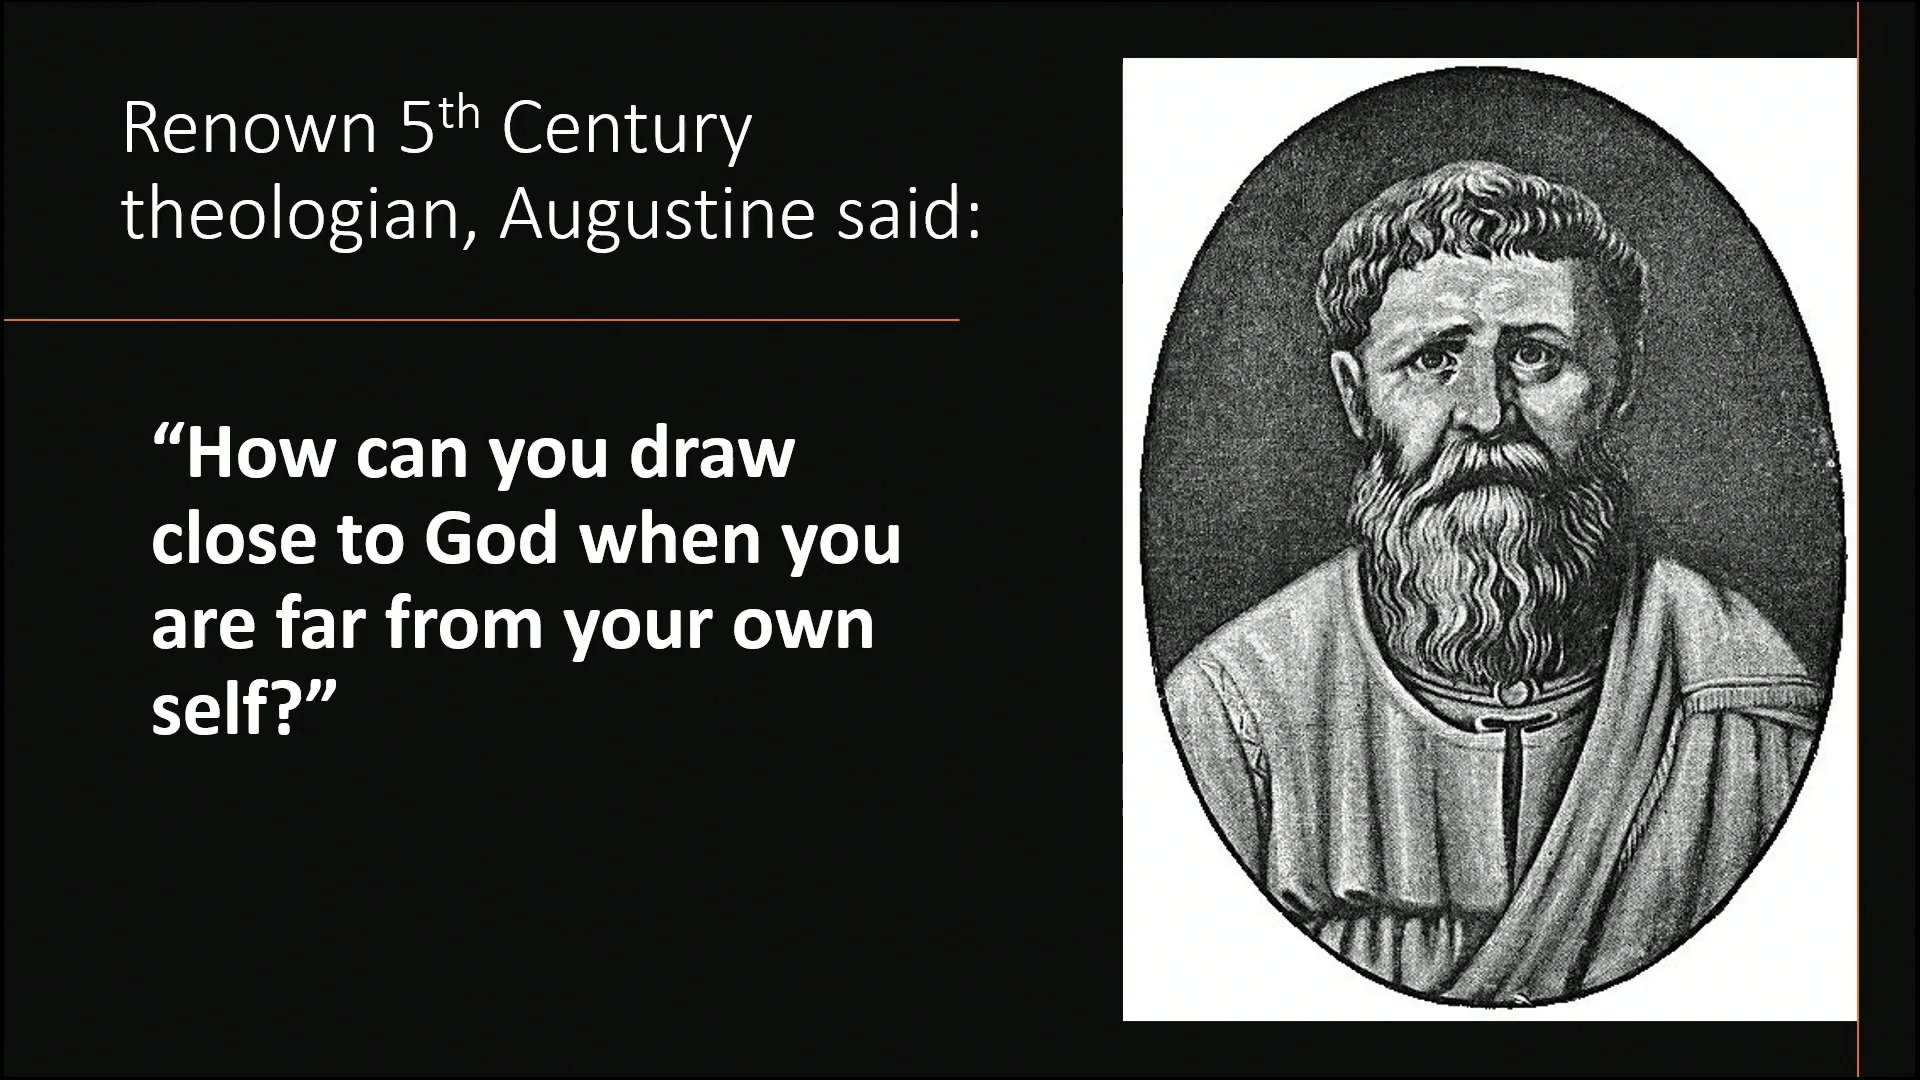 Renown 5th Century
theologian, Augustine said:
“How can you draw
close to God when you
are far from your own
self?”